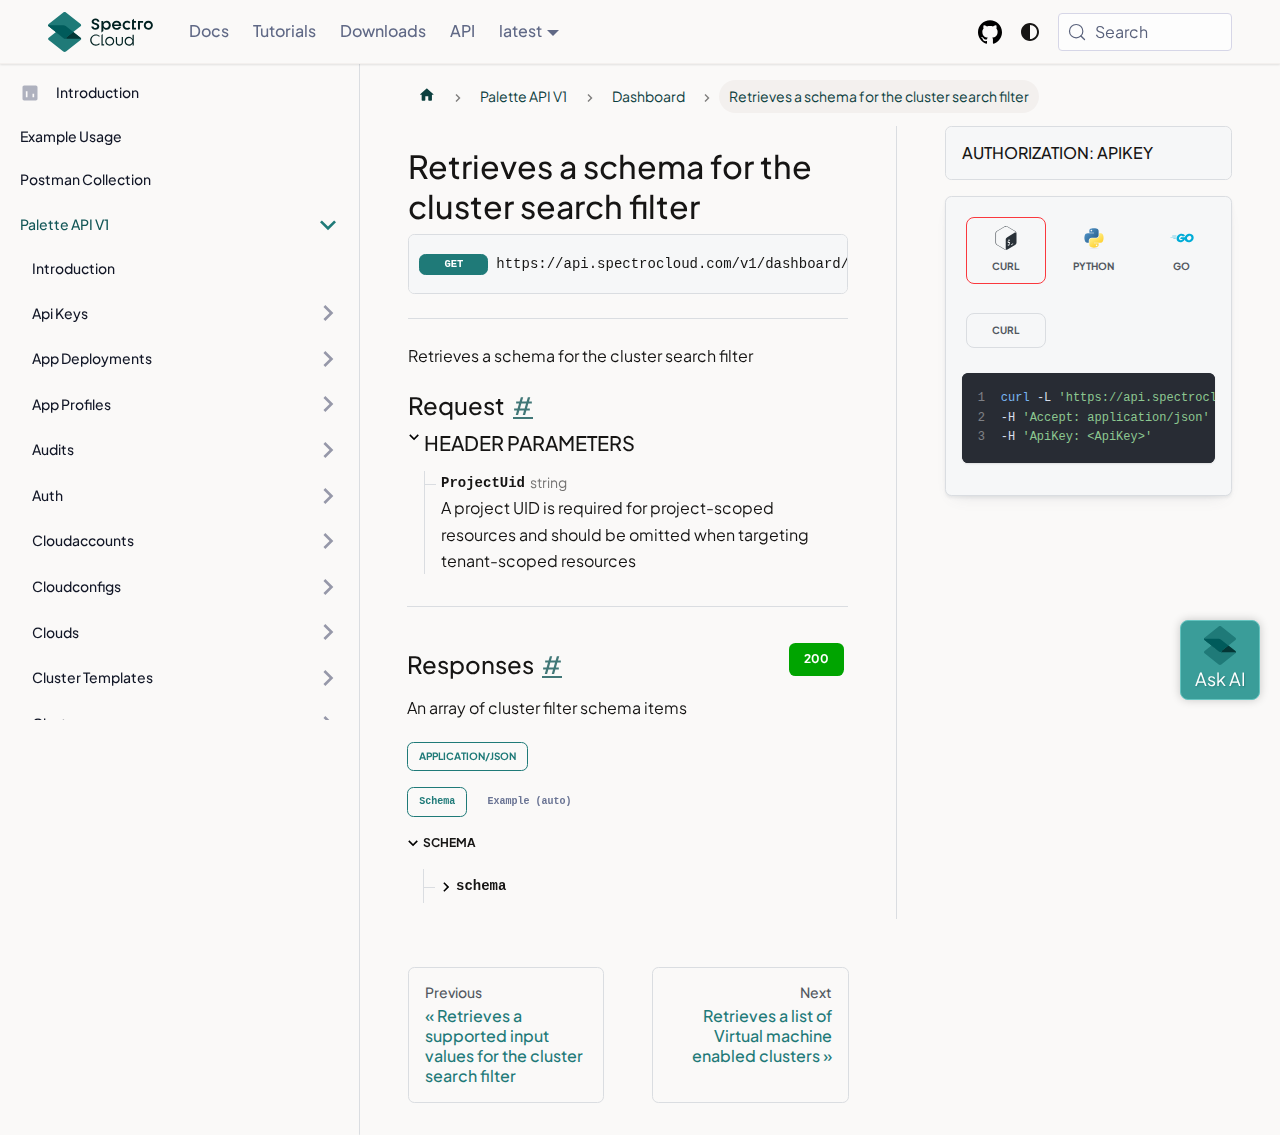 Spectro
Cloud
Docs
Tutorials
Downloads
API
latest
Search
Introduction
Example Usage
Postman Collection
Palette API V1
Introduction
Api Keys
App Deployments
App Profiles
Audits
Auth
Cloudaccounts
Cloudconfigs
Clouds
Cluster Templates
Palette API V1
Dashboard
Retrieves a schema for the cluster search filter
Retrieves a schema for the
cluster search filter
GET
https://api.spectrocloud.com/v1/dashboard/
Retrieves a schema for the cluster search filter
Request #
HEADER PARAMETERS
ProjectUid string
A project UID is required for project-scoped
resources and should be omitted when targeting
tenant-scoped resources
Responses #
200
An array of cluster filter schema items
APPLICATION/JSON
Schema
Example (auto)
SCHEMA
schema
Previous
« Retrieves a
supported input
values for the cluster
search filter
Next
Retrieves a list of
Virtual machine
enabled clusters »
AUTHORIZATION: APIKEY
CURL
PYTHON
GO
GO
CURL
1 curl -L 'https://api.spectrocl
2 -H 'Accept: application/json'
3 -H 'ApiKey: <ApiKey>'
Ask AI